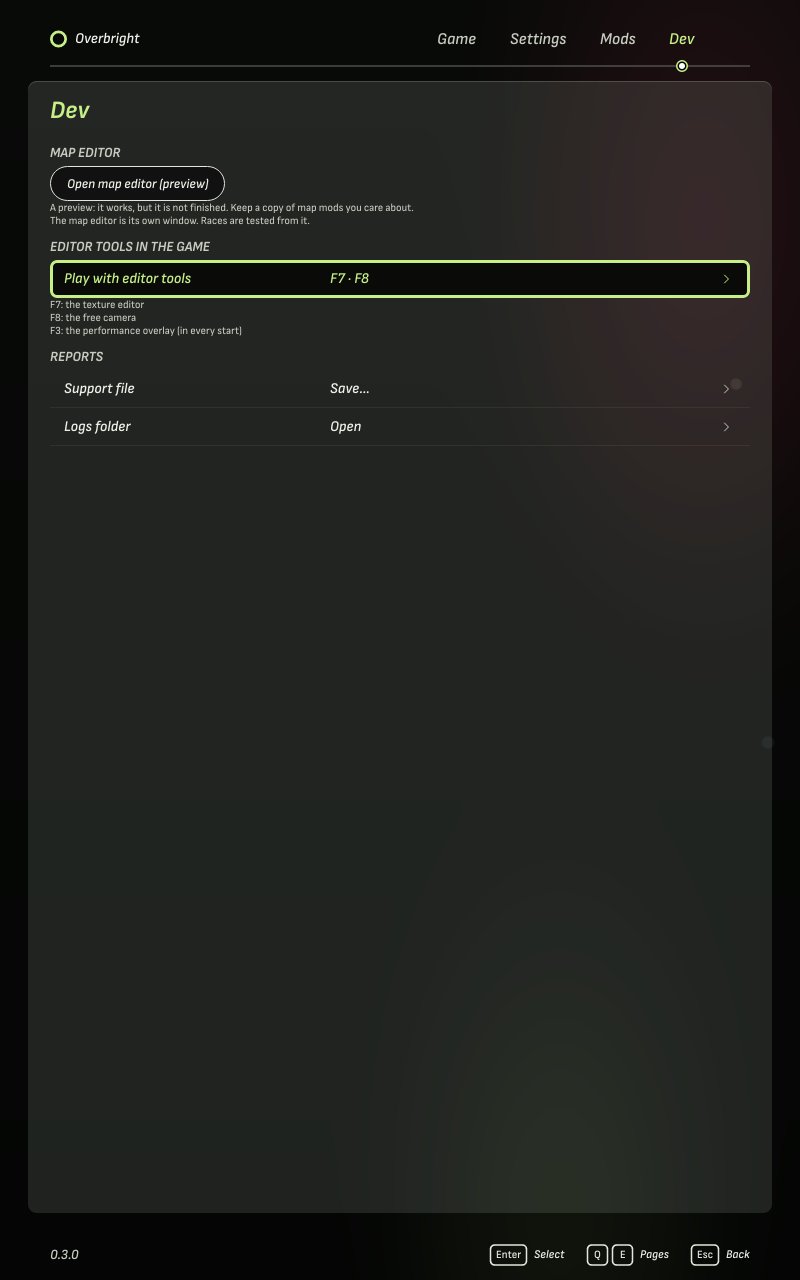 Overbright
Game Settings Mods Dev
Dev
MAP EDITOR
Open map editor (preview)
A preview: it works, but it is not finished. Keep a copy of map mods you care about.
The map editor is its own window. Races are tested from it.
EDITOR TOOLS IN THE GAME
Play with editor tools F7 · F8
F7: the texture editor
F8: the free camera
F3: the performance overlay (in every start)
REPORTS
Support file Save...
Logs folder Open
0.3.0 Enter Select Q E Pages Esc Back